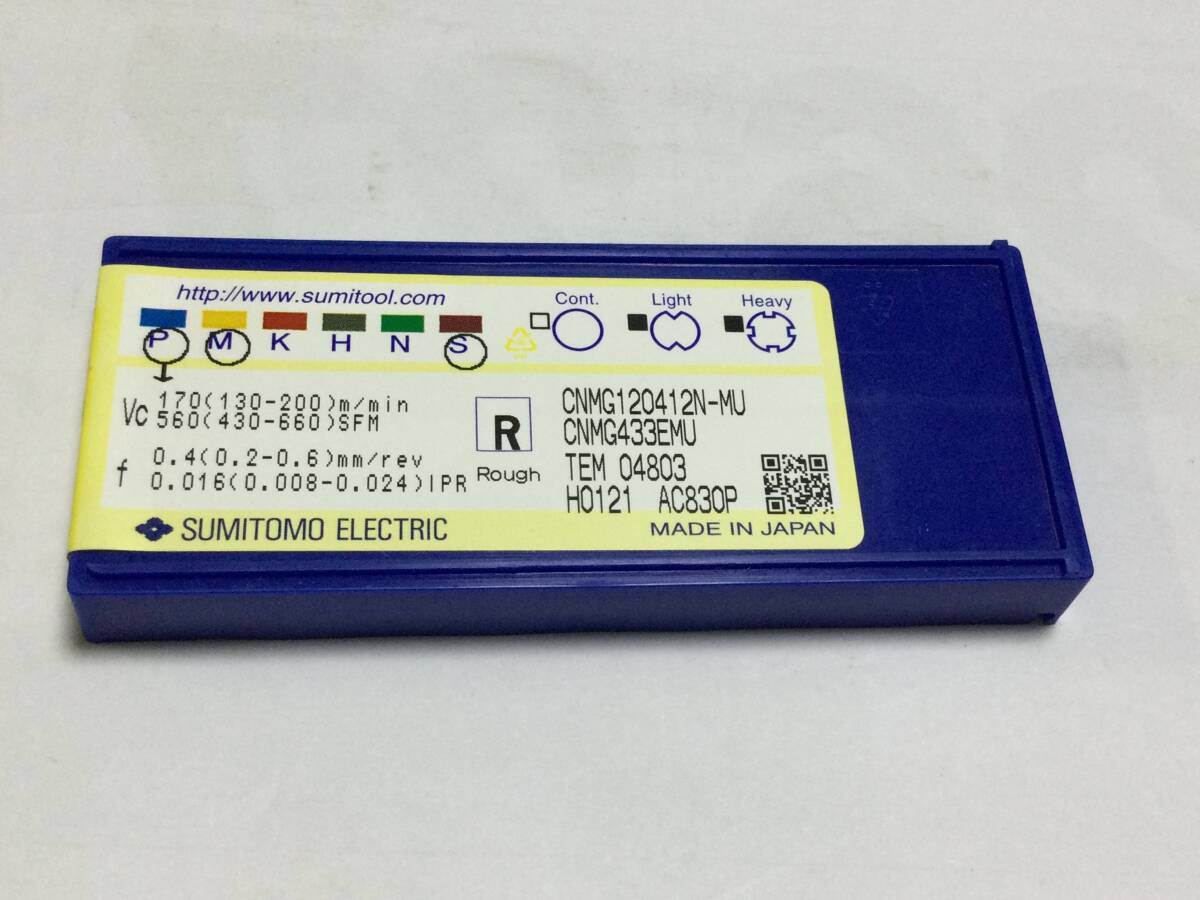 http://www.sumitool.com
Cont. Light Heavy
P M K H N S
Vc 170(130-200)m/min
560(430-660)SFM
f 0.4(0.2-0.6)mm/rev
0.016(0.008-0.024)IPR
R
Rough
CNMG120412N-MU
CNMG433EMU
TEM 04803
H0121 AC830P
SUMITOMO ELECTRIC
MADE IN JAPAN